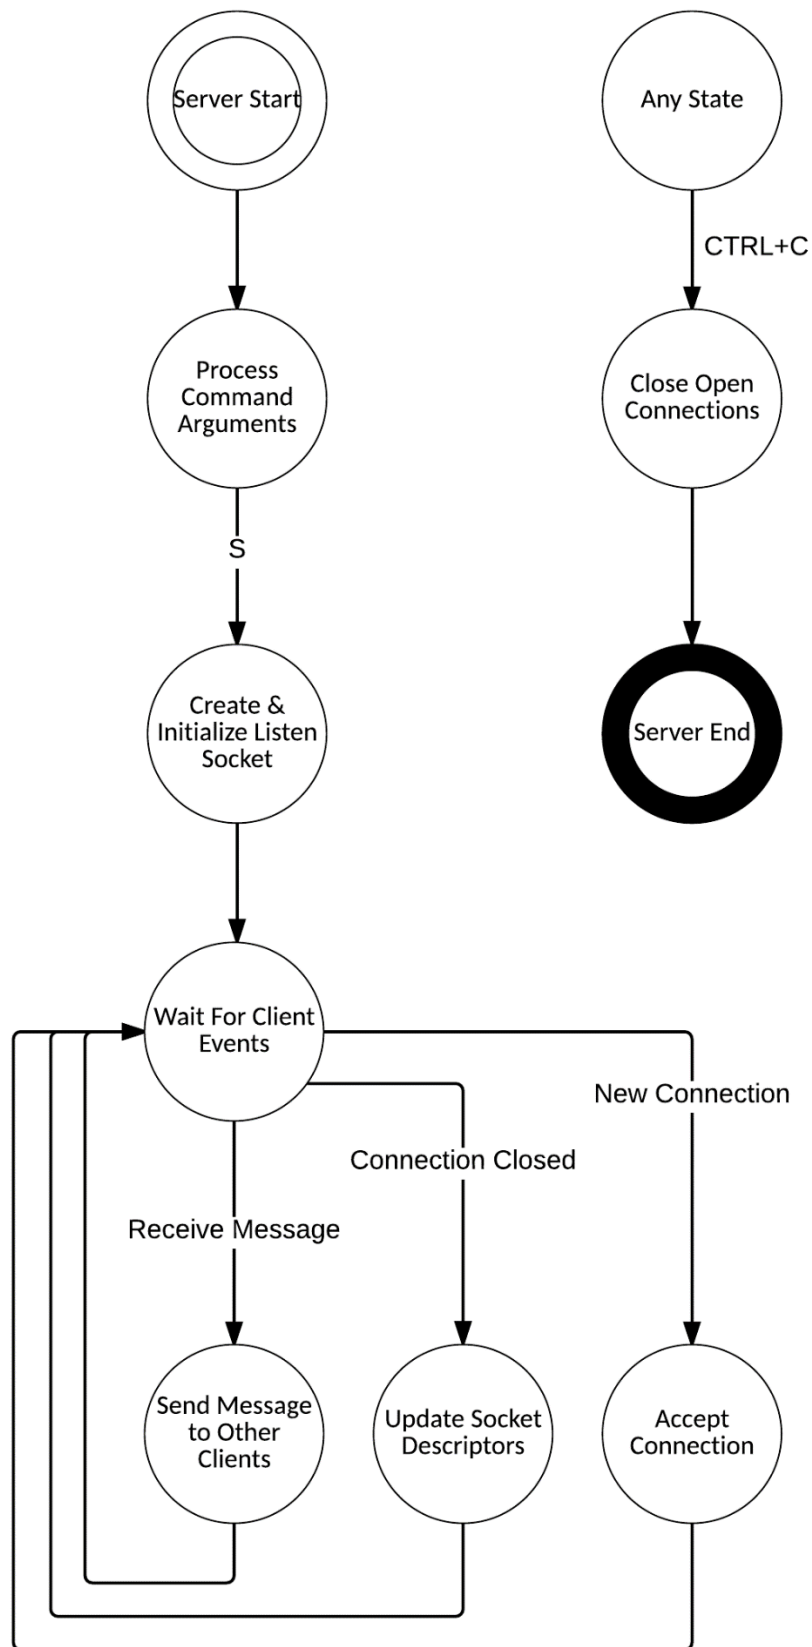 Server Start
Any State
CTRL+C
Process
Command
Arguments
Close Open
Connections
S
Create &
Initialize Listen
Socket
Server End
Wait For Client
Events
New Connection
Connection Closed
Receive Message
Send Message
to Other
Clients
Update Socket
Descriptors
Accept
Connection